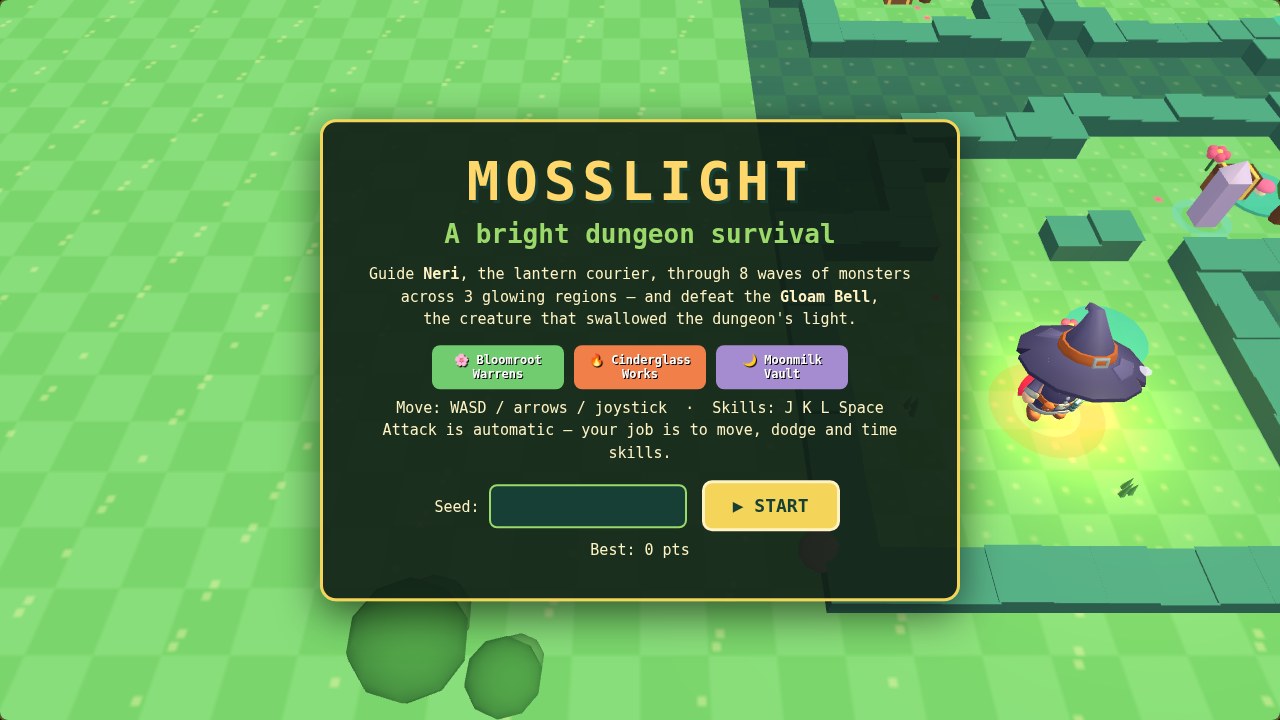 MOSSLIGHT
A bright dungeon survival
Guide Neri, the lantern courier, through 8 waves of monsters
across 3 glowing regions — and defeat the Gloam Bell,
the creature that swallowed the dungeon's light.
🌸 Bloomroot Warrens
🔥 Cinderglass Works
🌙 Moonmilk Vault
Move: WASD / arrows / joystick · Skills: J K L Space
Attack is automatic — your job is to move, dodge and time
skills.
Seed:
▶ START
Best: 0 pts